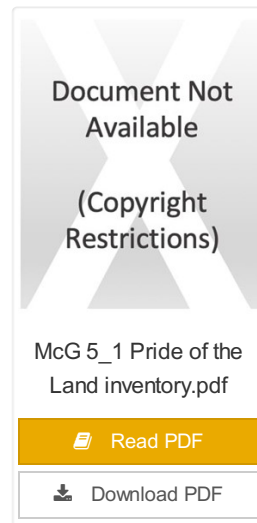 Document Not
Available
(Copyright
Restrictions)
McG 5_1 Pride of the
Land inventory.pdf
Read PDF
Download PDF